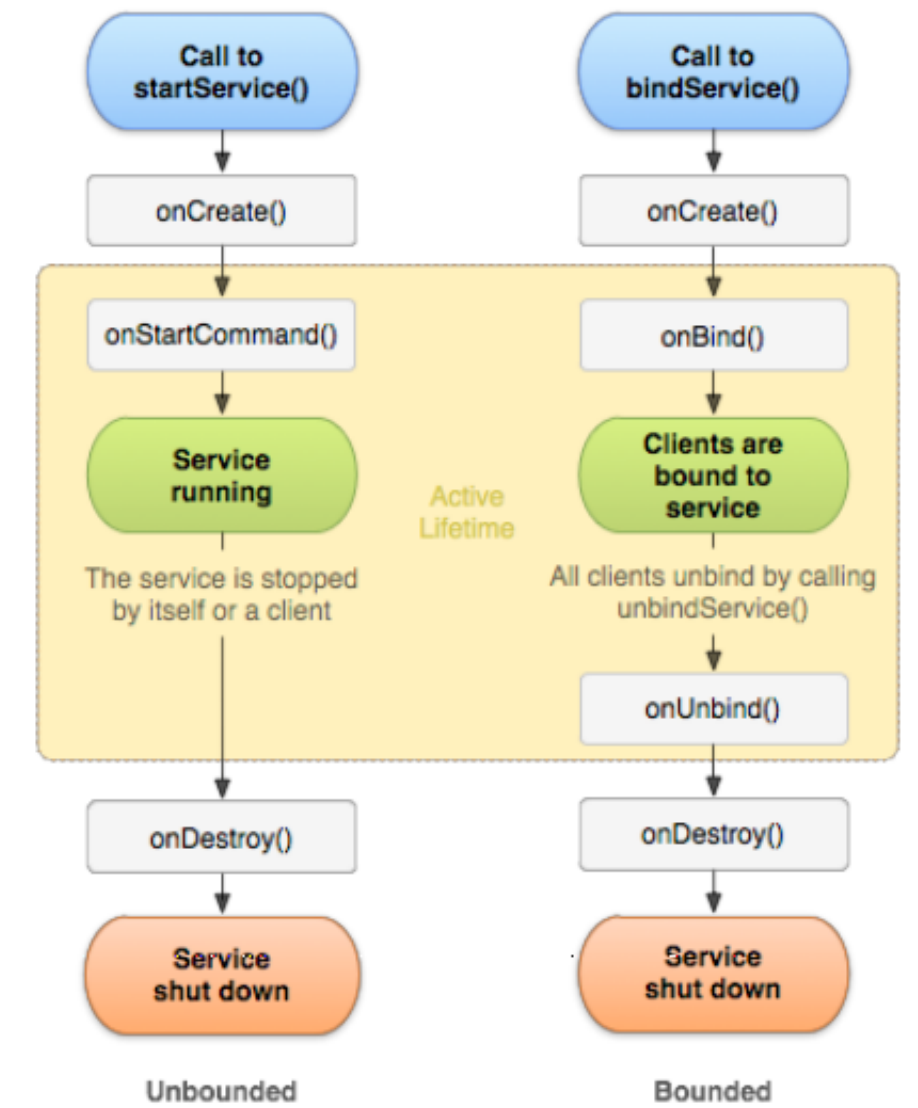 Call to
startService()
onCreate()
onStartCommand()
Service
running
The service is stopped
by itself or a client
onDestroy()
Service
shut down
Unbounded
Active
Lifetime
Call to
bindService()
onCreate()
onBind()
Clients are
bound to
service
All clients unbind by calling
unbindService()
onUnbind()
onDestroy()
Service
shut down
Bounded